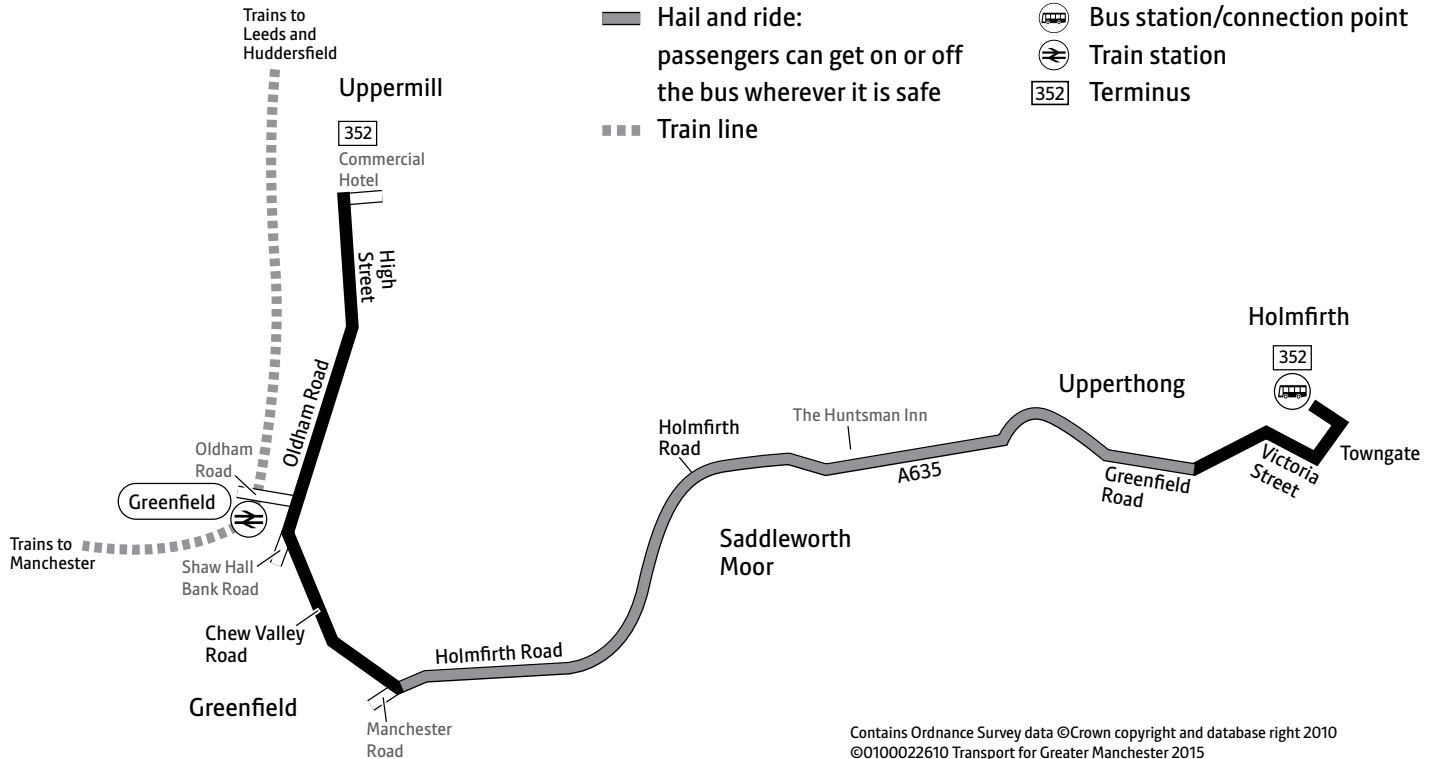 Trains to
Leeds and
Huddersfield
Hail and ride:
passengers can get on or off
the bus wherever it is safe
Train line
Bus station/connection point
Train station
352 Terminus
Uppermill
352
Commercial
Hotel
High
Street
Oldham Road
Oldham
Road
Greenfield
Trains to
Manchester
Shaw Hall
Bank Road
Chew Valley
Road
Greenfield
Manchester
Road
Holmfirth Road
Holmfirth
Road
The Huntsman Inn
A635
Saddleworth
Moor
Upperthong
Greenfield
Road
Holmfirth
352
Victoria
Street
Towngate
Contains Ordnance Survey data ©Crown copyright and database right 2010
©0100022610 Transport for Greater Manchester 2015